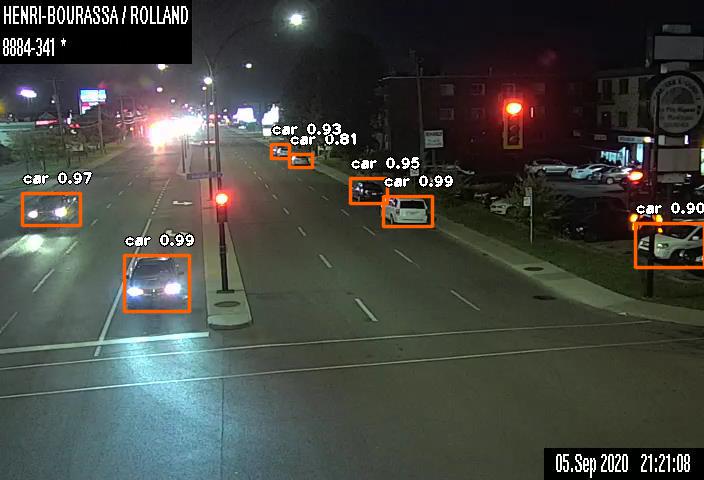 HENRI-BOURASSA / ROLLAND
8884-341 *
car 0.93
car 0.81
car 0.95
car 0.99
car 0.97
car 0.90
car 0.99
05.Sep 2020 21:21:08